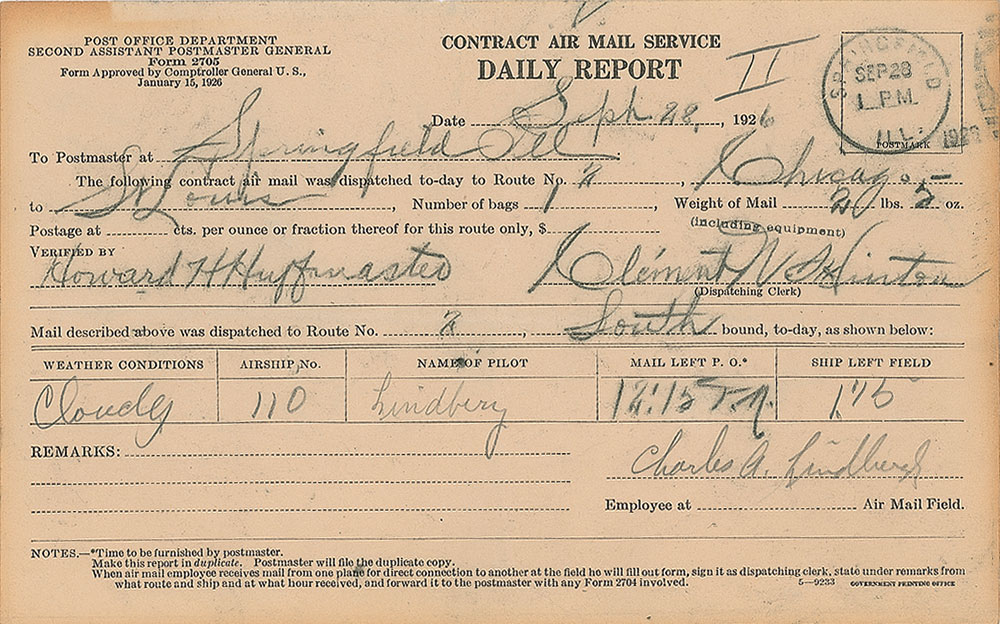 POST OFFICE DEPARTMENT
SECOND ASSISTANT POSTMASTER GENERAL
Form 2705
Form Approved by Comptroller General U. S.,
January 15, 1926
CONTRACT AIR MAIL SERVICE
DAILY REPORT
II
SPRINGFIELD
SEP 28
1 PM
ILL.
1926
POSTMARK
Date Seph 28, 1926
To Postmaster at Springfield Ill
The following contract air mail was dispatched to-day to Route No. 2, Chicago
to St Louis, Number of bags 1, Weight of Mail 2 lbs. 5 oz.
(including equipment)
Postage at cts. per ounce or fraction thereof for this route only, $
VERIFIED BY
Howard H Huffmaster Clement W Hinton
(Dispatching Clerk)
Mail described above was dispatched to Route No. 2, South bound, to-day, as shown below:
WEATHER CONDITIONS AIRSHIP No. NAME OF PILOT MAIL LEFT P. O.* SHIP LEFT FIELD
Cloudy 110 Lindberg 12:15 P.M. 1:15
REMARKS:
Charles A. Lindbergh
Employee at Air Mail Field.
NOTES.—*Time to be furnished by postmaster.
Make this report in duplicate. Postmaster will file the duplicate copy.
When air mail employee receives mail from one plane for direct connection to another at the field he will fill out form, sign it as dispatching clerk, state under remarks from
what route and ship and at what hour received, and forward it to the postmaster with any Form 2704 involved.
5—9233 GOVERNMENT PRINTING OFFICE